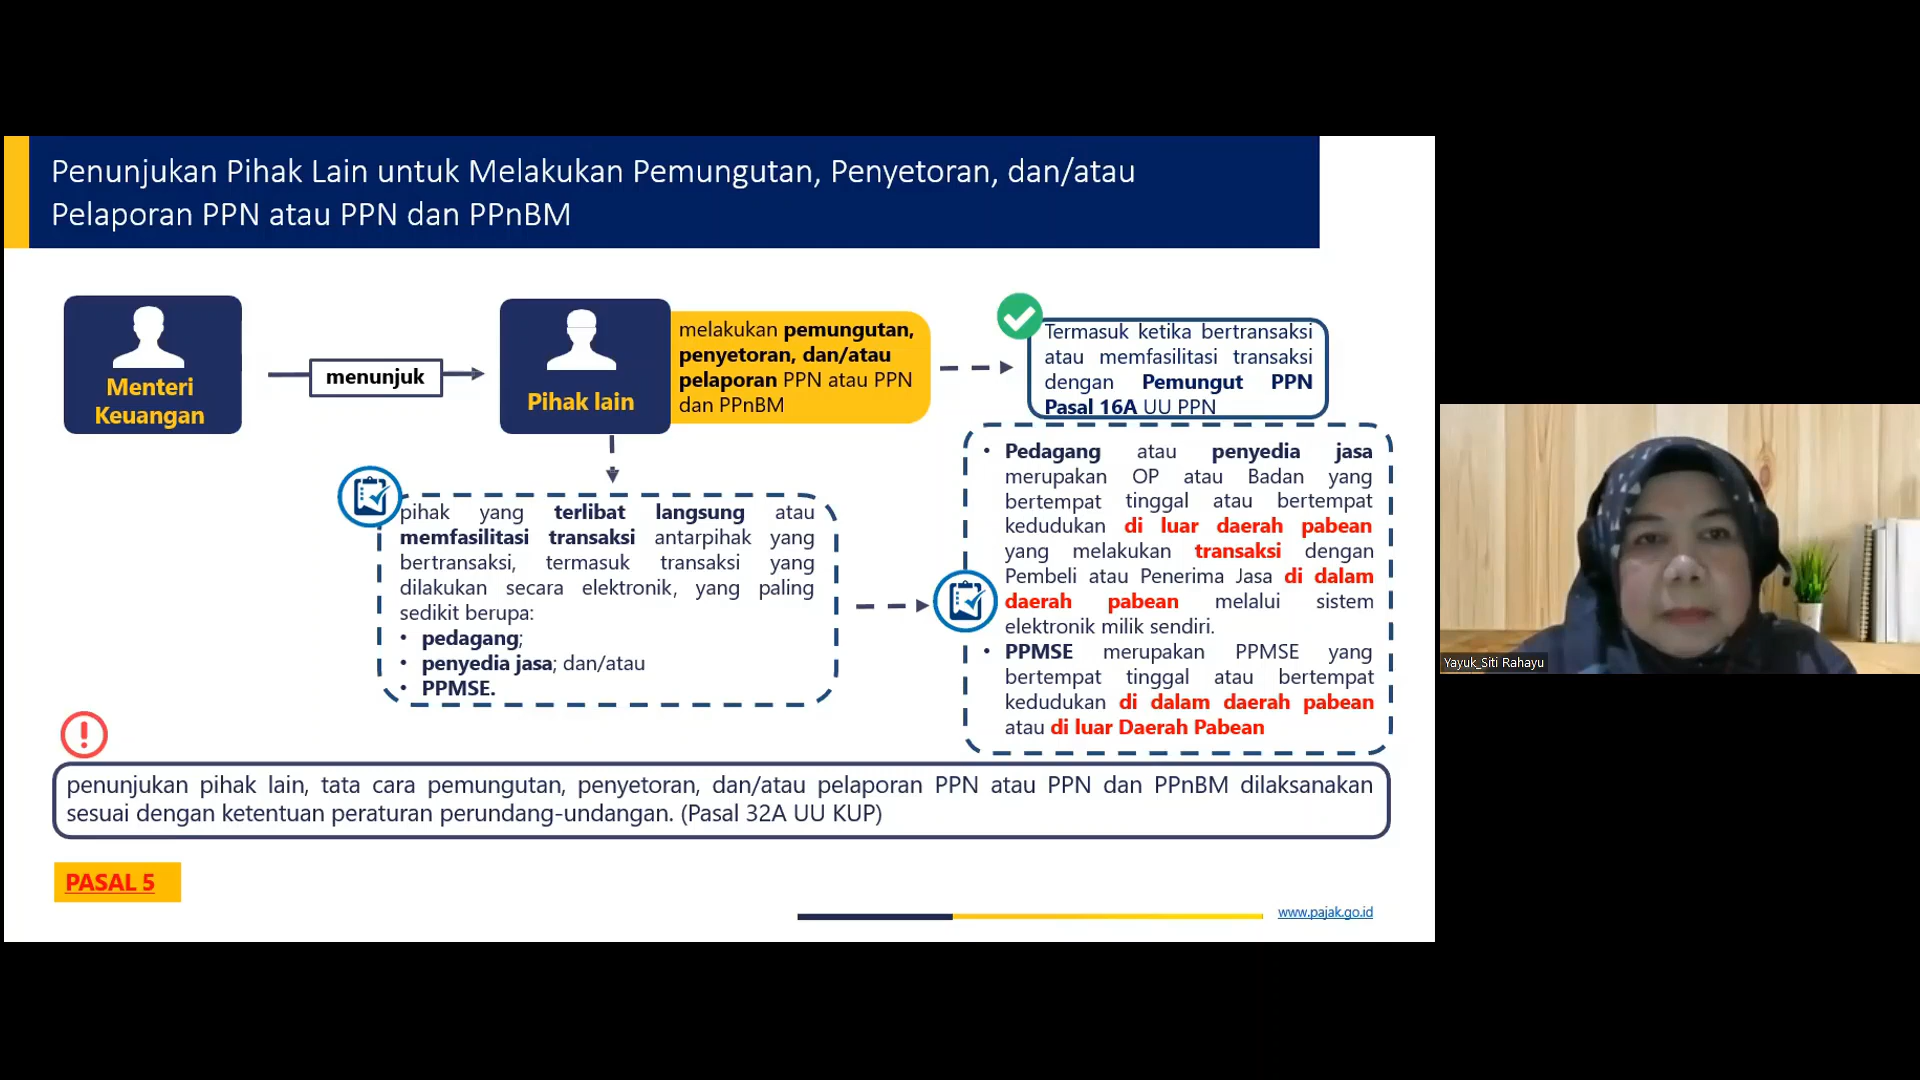 Penunjukan Pihak Lain untuk Melakukan Pemungutan, Penyetoran, dan/atau
Pelaporan PPN atau PPN dan PPnBM
Menteri
Keuangan
menunjuk
Pihak lain
melakukan pemungutan,
penyetoran, dan/atau
pelaporan PPN atau PPN
dan PPnBM
Termasuk ketika bertransaksi
atau memfasilitasi transaksi
dengan Pemungut PPN
Pasal 16A UU PPN
pihak yang terlibat langsung atau
memfasilitasi transaksi antarpihak yang
bertransaksi, termasuk transaksi yang
dilakukan secara elektronik, yang paling
sedikit berupa:
• pedagang;
• penyedia jasa; dan/atau
• PPMSE.
• Pedagang atau penyedia jasa
merupakan OP atau Badan yang
bertempat tinggal atau bertempat
kedudukan di luar daerah pabean
yang melakukan transaksi dengan
Pembeli atau Penerima Jasa di dalam
daerah pabean melalui sistem
elektronik milik sendiri.
• PPMSE merupakan PPMSE yang
bertempat tinggal atau bertempat
kedudukan di dalam daerah pabean
atau di luar Daerah Pabean
penunjukan pihak lain, tata cara pemungutan, penyetoran, dan/atau pelaporan PPN atau PPN dan PPnBM dilaksanakan
sesuai dengan ketentuan peraturan perundang-undangan. (Pasal 32A UU KUP)
PASAL 5
www.pajak.go.id
Yayuk_Siti Rahayu